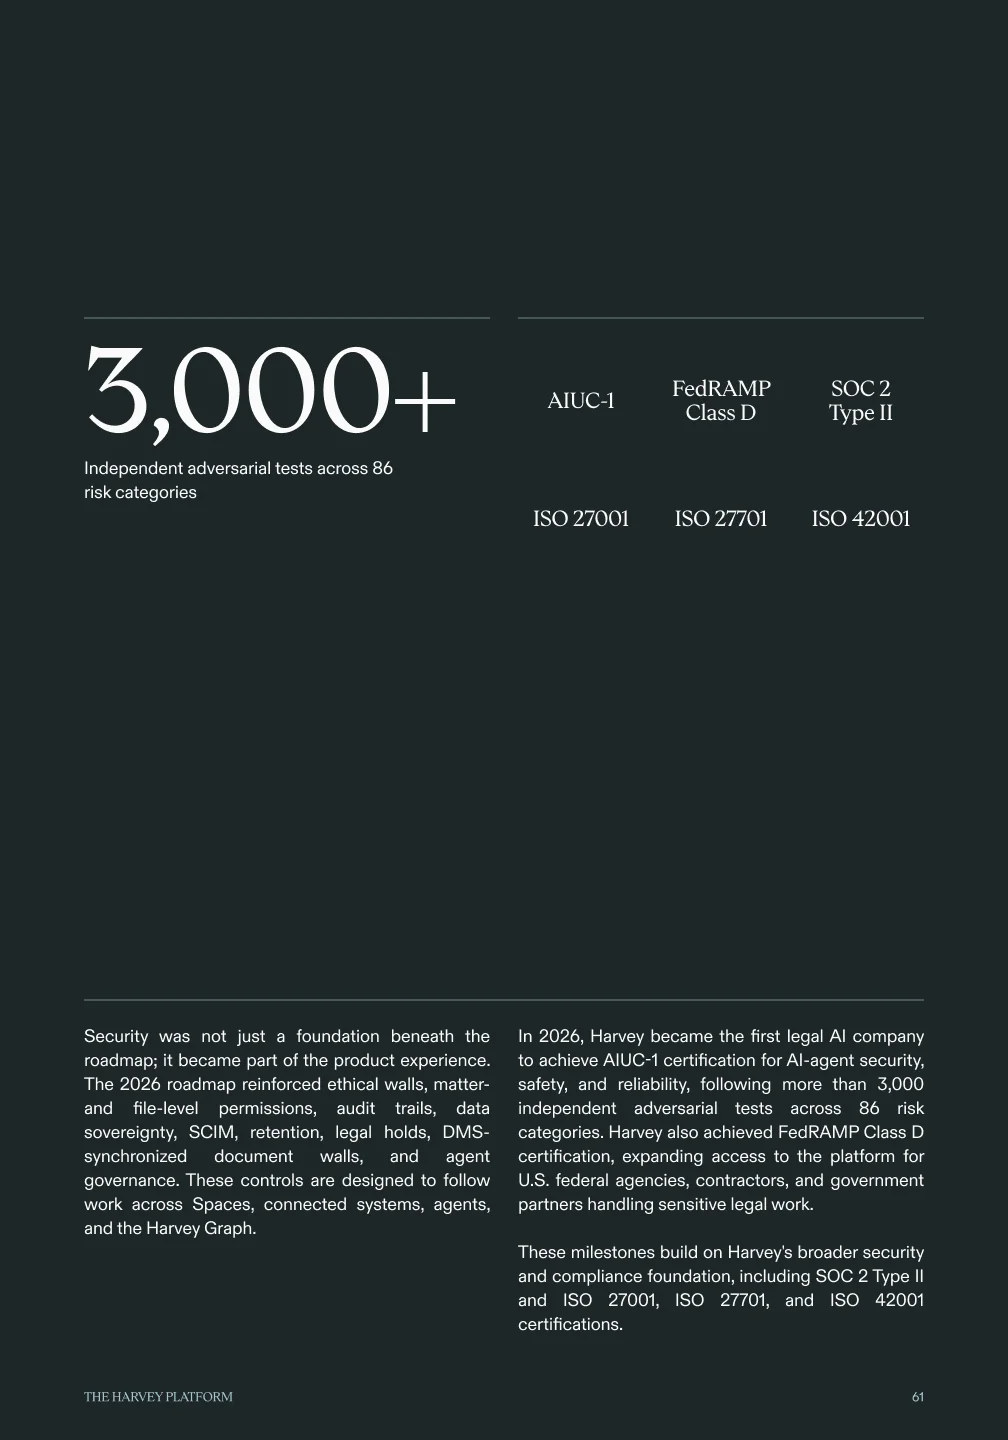 3,000+
Independent adversarial tests across 86
risk categories
AIUC-1
FedRAMP
Class D
SOC 2
Type II
ISO 27001
ISO 27701
ISO 42001
Security was not just a foundation beneath the
roadmap; it became part of the product experience.
The 2026 roadmap reinforced ethical walls, matter-
and file-level permissions, audit trails, data
sovereignty, SCIM, retention, legal holds, DMS-
synchronized document walls, and agent
governance. These controls are designed to follow
work across Spaces, connected systems, agents,
and the Harvey Graph.
In 2026, Harvey became the first legal AI company
to achieve AIUC-1 certification for AI-agent security,
safety, and reliability, following more than 3,000
independent adversarial tests across 86 risk
categories. Harvey also achieved FedRAMP Class D
certification, expanding access to the platform for
U.S. federal agencies, contractors, and government
partners handling sensitive legal work.
These milestones build on Harvey's broader security
and compliance foundation, including SOC 2 Type II
and ISO 27001, ISO 27701, and ISO 42001
certifications.
THE HARVEY PLATFORM
61